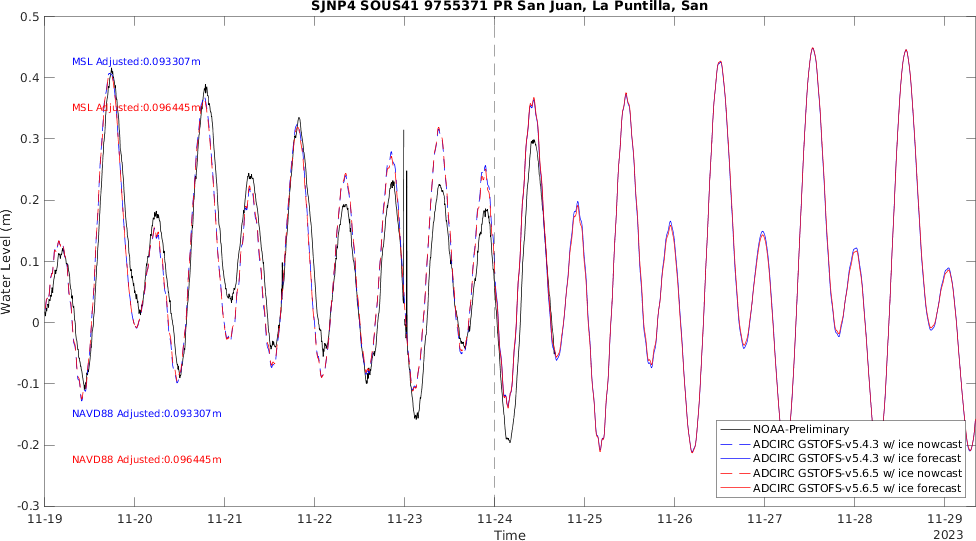 SJNP4 SOUS41 9755371 PR San Juan, La Puntilla, San
0.5
MSL Adjusted:0.093307m
0.4
MSL Adjusted:0.096445m
0.3
0.2
0.1
Water Level (m)
0
-0.1
NAVD88 Adjusted:0.093307m
-0.2
NAVD88 Adjusted:0.096445m
-0.3
NOAA-Preliminary
ADCIRC GSTOFS-v5.4.3 w/ ice nowcast
ADCIRC GSTOFS-v5.4.3 w/ ice forecast
ADCIRC GSTOFS-v5.6.5 w/ ice nowcast
ADCIRC GSTOFS-v5.6.5 w/ ice forecast
11-19 11-20 11-21 11-22 11-23 11-24 11-25 11-26 11-27 11-28 11-29
Time
2023